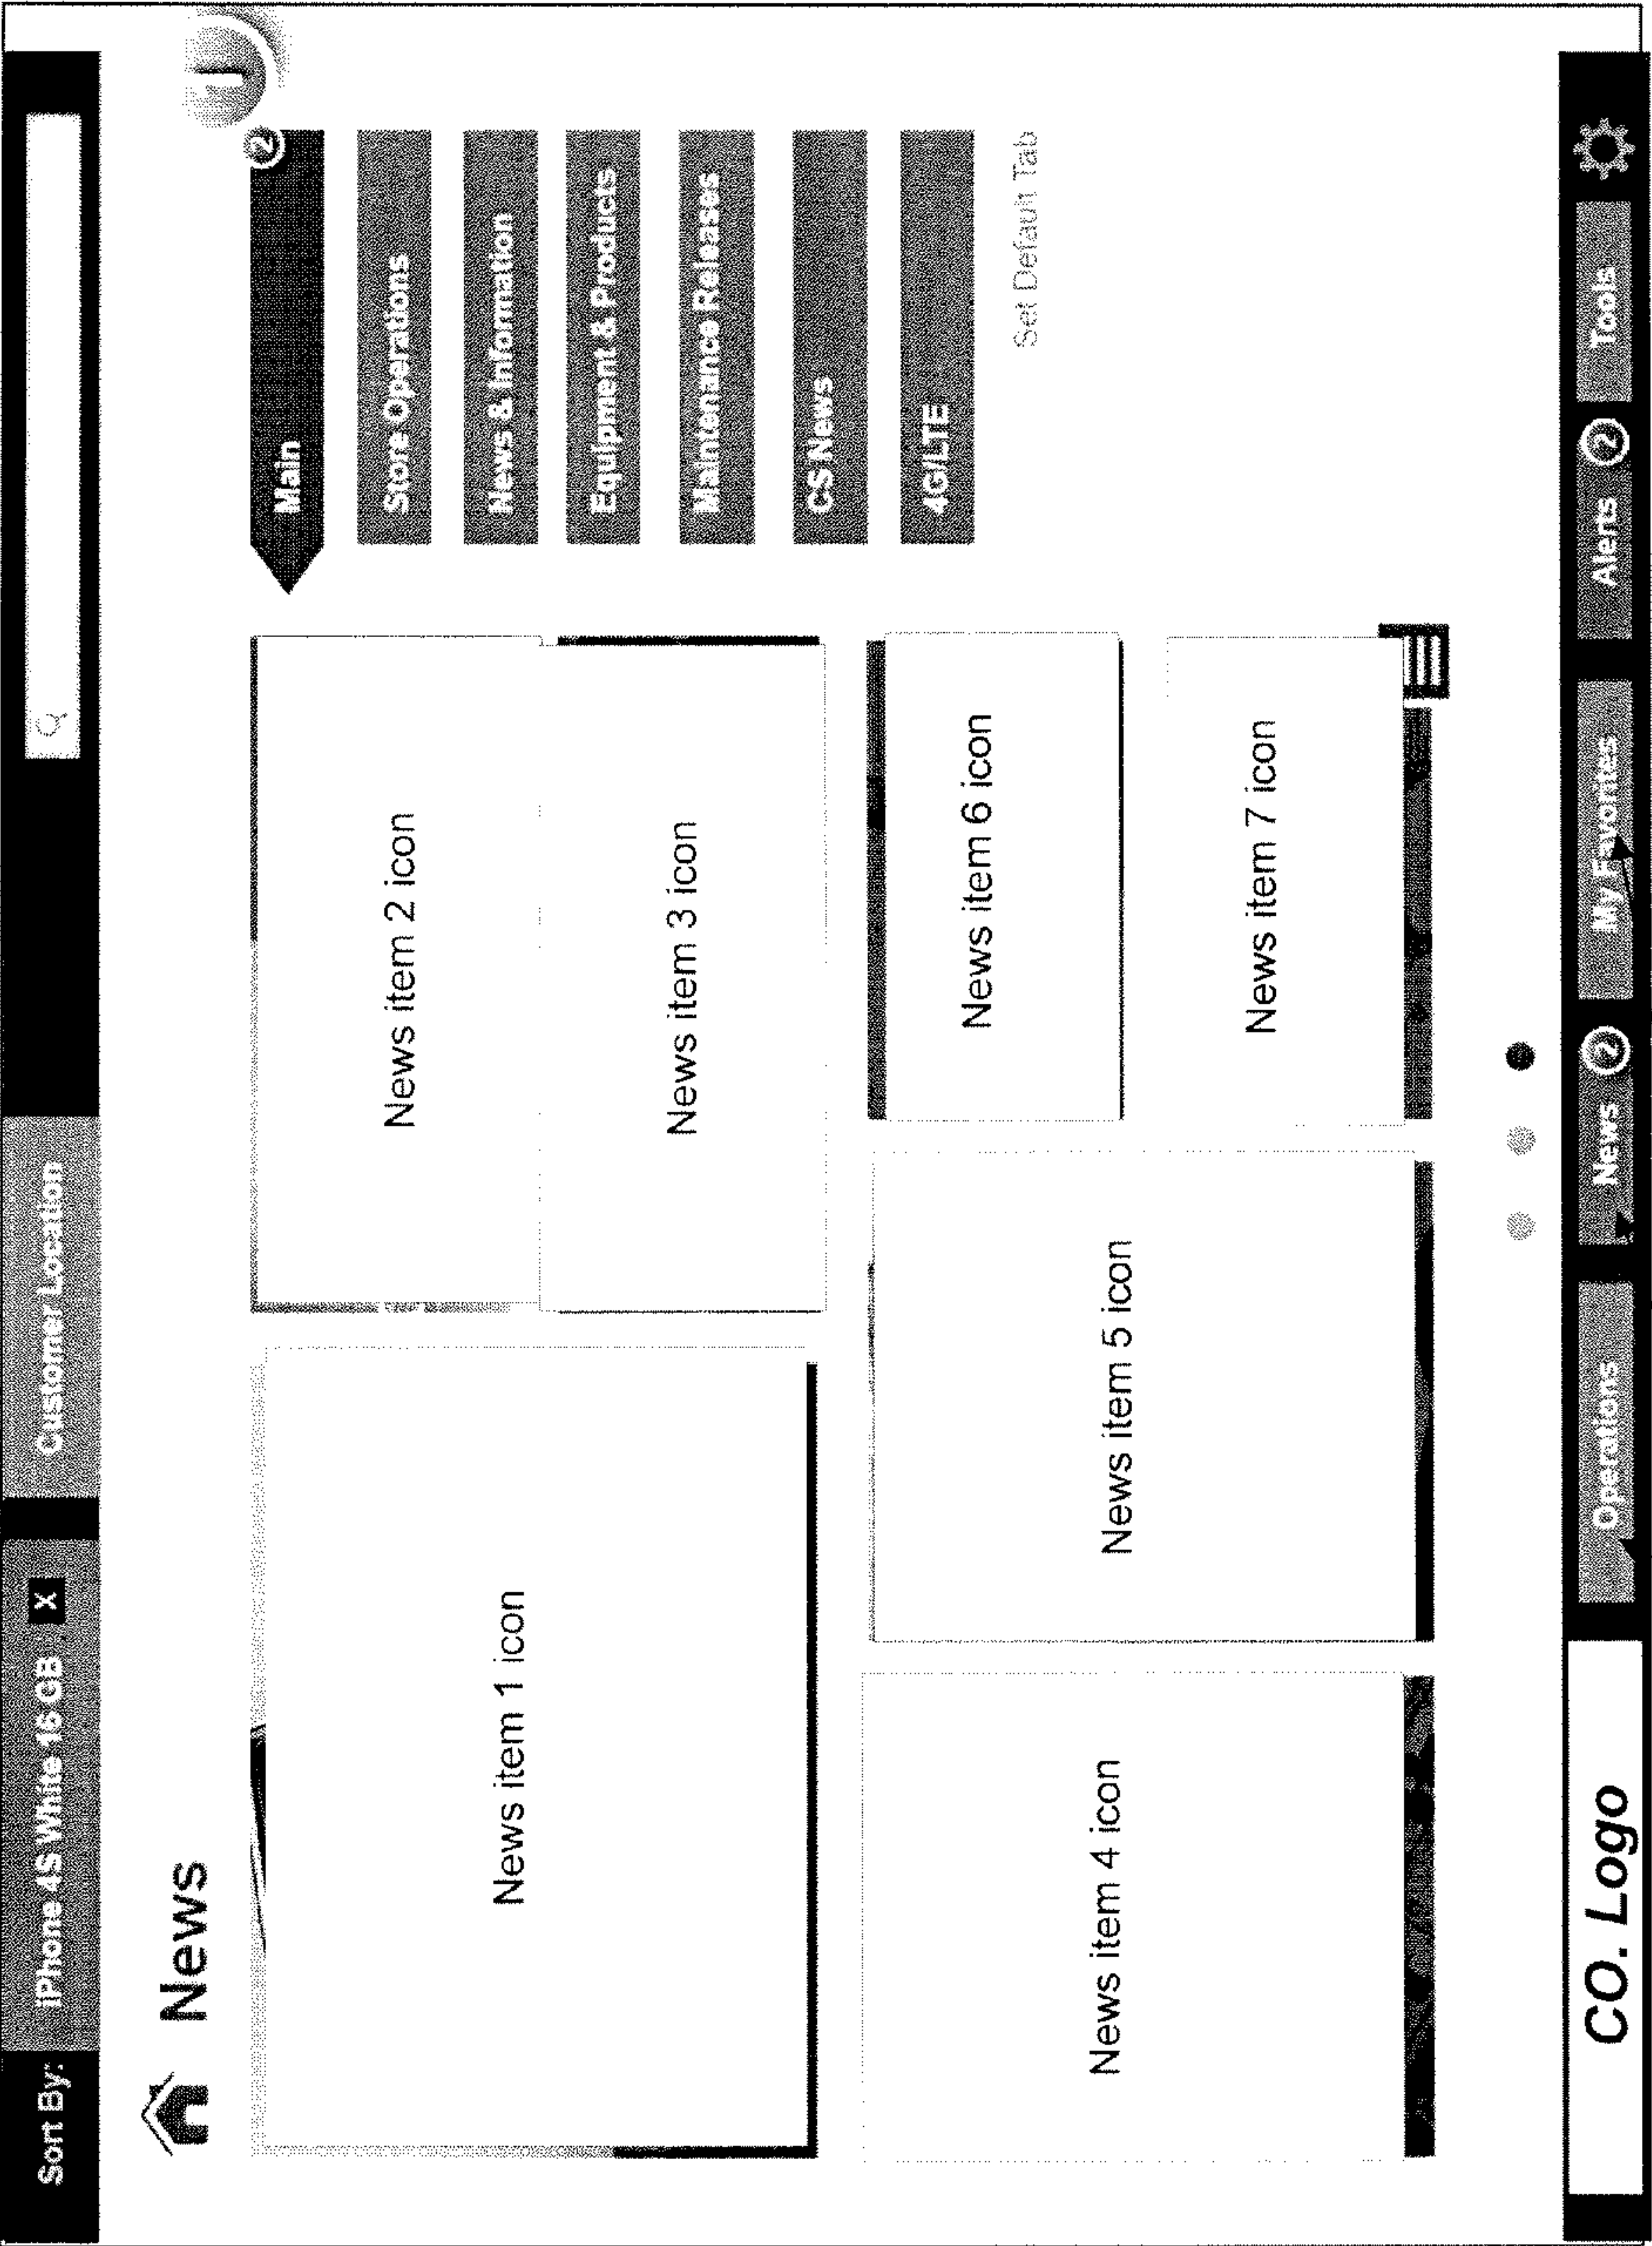 Sort By:
iPhone 4S White 16 GB X
Customer Location
News
News item 1 icon
News item 2 icon
News item 3 icon
News item 4 icon
News item 5 icon
News item 6 icon
News item 7 icon
Main
2
Store Operations
News & Information
Equipment & Products
Maintenance Releases
CS News
4G/LTE
Set Default Tab
CO. Logo
Operations
News 2
My Favorites
Alerts 2
Tools